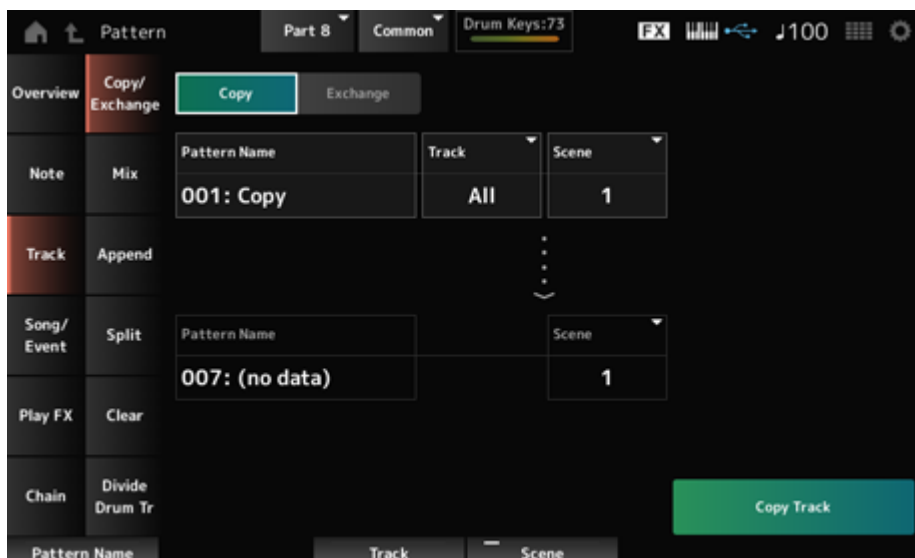 Pattern
Part 8
Common
Drum Keys:73
FX
♩100
Overview
Copy/
Exchange
Note
Mix
Track
Append
Song/
Event
Split
Play FX
Clear
Chain
Divide
Drum Tr
Copy
Exchange
Pattern Name
Track
Scene
001: Copy
All
1
Pattern Name
Scene
007: (no data)
1
Copy Track
Pattern Name
Track
Scene